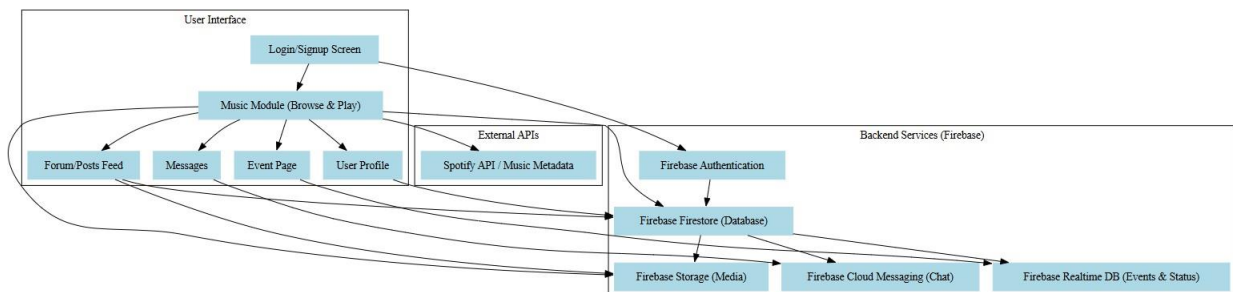 User Interface
Login/Signup Screen
Music Module (Browse & Play)
External APIs
Backend Services (Firebase)
Forum/Posts Feed
Messages
Event Page
User Profile
Spotify API / Music Metadata
Firebase Authentication
Firebase Firestore (Database)
Firebase Storage (Media)
Firebase Cloud Messaging (Chat)
Firebase Realtime DB (Events & Status)